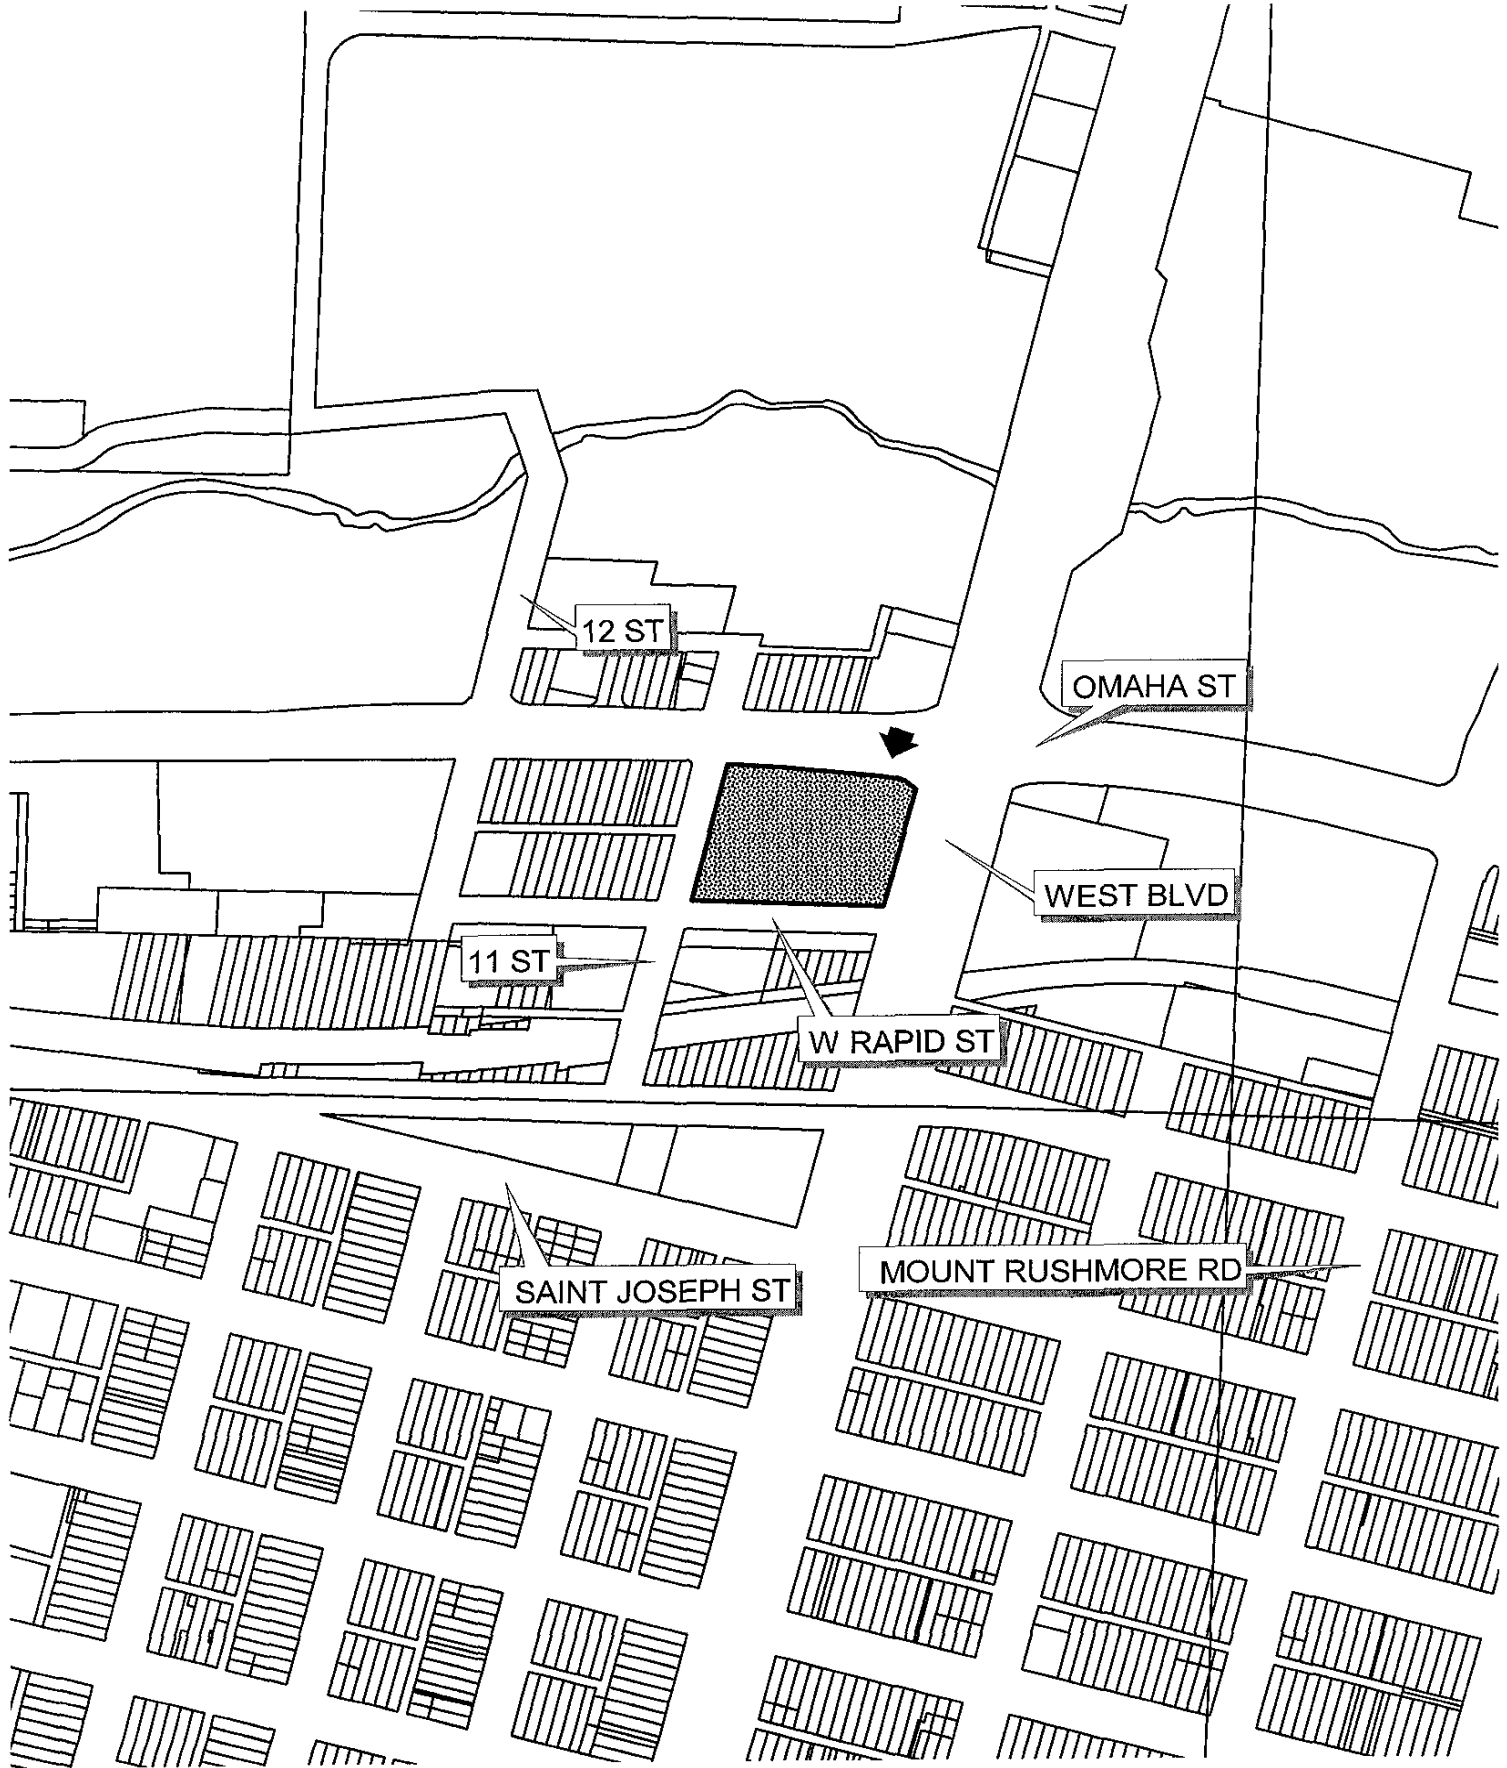 12 ST
OMAHA ST
WEST BLVD
11 ST
W RAPID ST
MOUNT RUSHMORE RD
SAINT JOSEPH ST